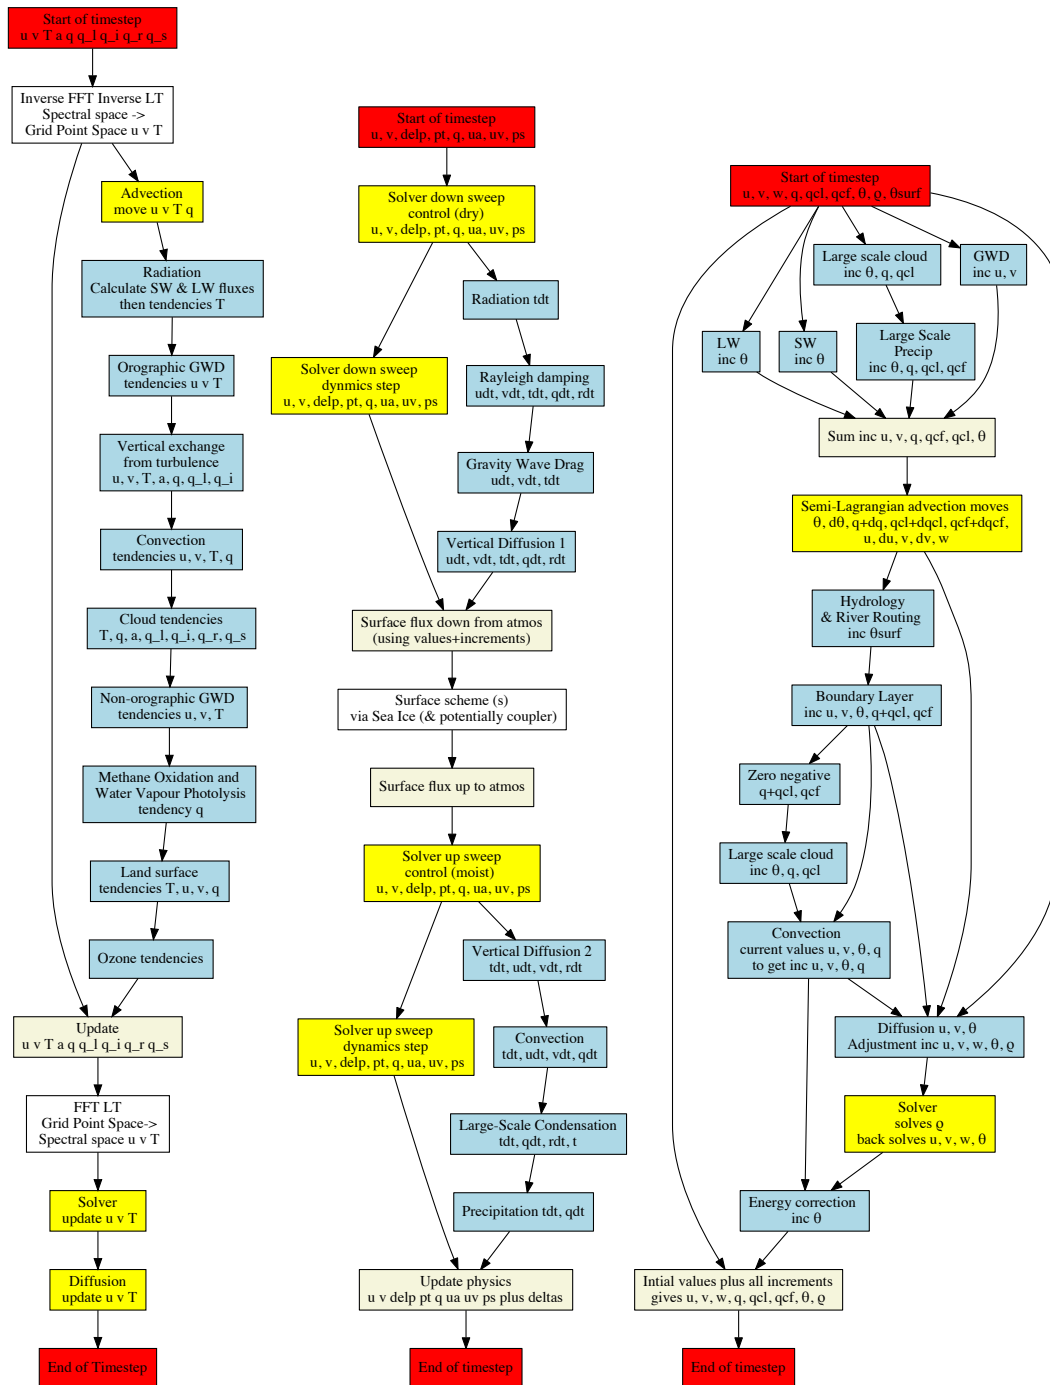 Start of timestep
u v T a q q_l q_i q_r q_s
Inverse FFT Inverse LT
Spectral space ->
Grid Point Space u v T
Advection
move u v T q
Radiation
Calculate SW & LW fluxes
then tendencies T
Orographic GWD
tendencies u v T
Vertical exchange
from turbulence
u, v, T, a, q, q_l, q_i
Convection
tendencies u, v, T, q
Cloud tendencies
T, q, a, q_l, q_i, q_r, q_s
Non-orographic GWD
tendencies u, v, T
Methane Oxidation and
Water Vapour Photolysis
tendency q
Land surface
tendencies T, u, v, q
Ozone tendencies
Update
u v T a q q_l q_i q_r q_s
FFT LT
Grid Point Space->
Spectral space u v T
Solver
update u v T
Diffusion
update u v T
End of Timestep
Start of timestep
u, v, delp, pt, q, ua, uv, ps
Solver down sweep
control (dry)
u, v, delp, pt, q, ua, uv, ps
Radiation tdt
Solver down sweep
dynmics step
u, v, delp, pt, q, ua, uv, ps
Rayleigh damping
udt, vdt, tdt, qdt, rdt
Gravity Wave Drag
udt, vdt, tdt
Vertical Diffusion 1
udt, vdt, tdt, qdt, rdt
Surface flux down from atmos
(using values+increments)
Surface scheme (s)
via Sea Ice (& potentially coupler)
Surface flux up to atmos
Solver up sweep
control (moist)
u, v, delp, pt, q, ua, uv, ps
Vertical Diffusion 2
tdt, udt, vdt, rdt
Solver up sweep
dynamics step
u, v, delp, pt, q, ua, uv, ps
Convection
tdt, udt, vdt, qdt
Large-Scale Condensation
tdt, qdt, rdt, t
Precipitation tdt, qdt
Update physics
u v delp pt q ua uv ps plus deltas
End of timestep
Start of timestep
u, v, w, q, qcl, qcf, θ, ϱ, θsurf
Large scale cloud
inc θ, q, qcl
GWD
inc u, v
LW
inc θ
SW
inc θ
Large Scale
Precip
inc θ, q, qcl, qcf
Sum inc u, v, q, qcf, qcl, θ
Semi-Lagrangian advection moves
θ, dθ, q+dq, qcl+dqcl, qcf+dqcf,
u, du, v, dv, w
Hydrology
& River Routing
inc θsurf
Boundary Layer
inc u, v, θ, q+qcl, qcf
Zero negative
q+qcl, qcf
Large scale cloud
inc θ, q, qcl
Convection
current values u, v, θ, q
to get inc u, v, θ, q
Diffusion u, v, θ
Adjustment inc u, v, w, θ, ϱ
Solver
solves ϱ
back solves u, v, w, θ
Energy correction
inc θ
Intial values plus all increments
gives u, v, w, q, qcl, qcf, θ, ϱ
End of timestep